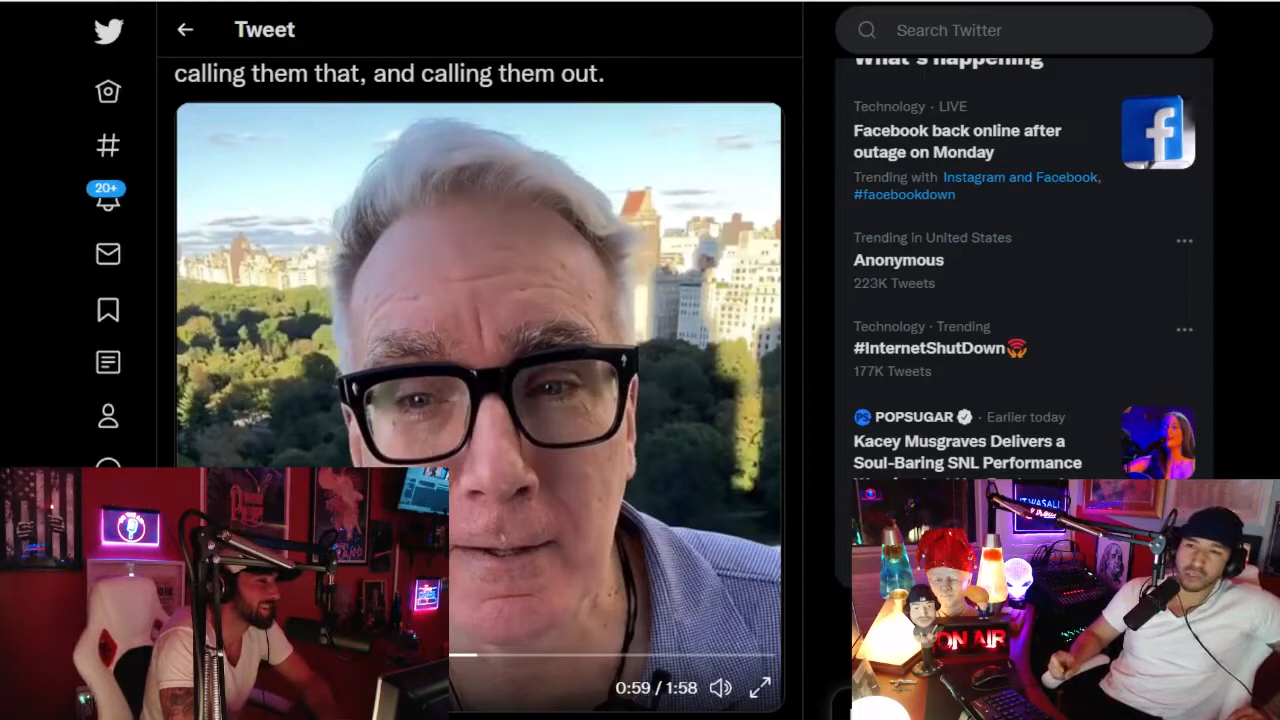 Tweet
Search Twitter
calling them that, and calling them out.
What's happening
Technology · LIVE
Facebook back online after
outage on Monday
Trending with Instagram and Facebook,
#facebookdown
20+
Trending in United States
Anonymous
223K Tweets
Technology · Trending
#InternetShutDown
177K Tweets
PS POPSUGAR · Earlier today
Kacey Musgraves Delivers a
Soul-Baring SNL Performance
ON AIR
0:59 / 1:58